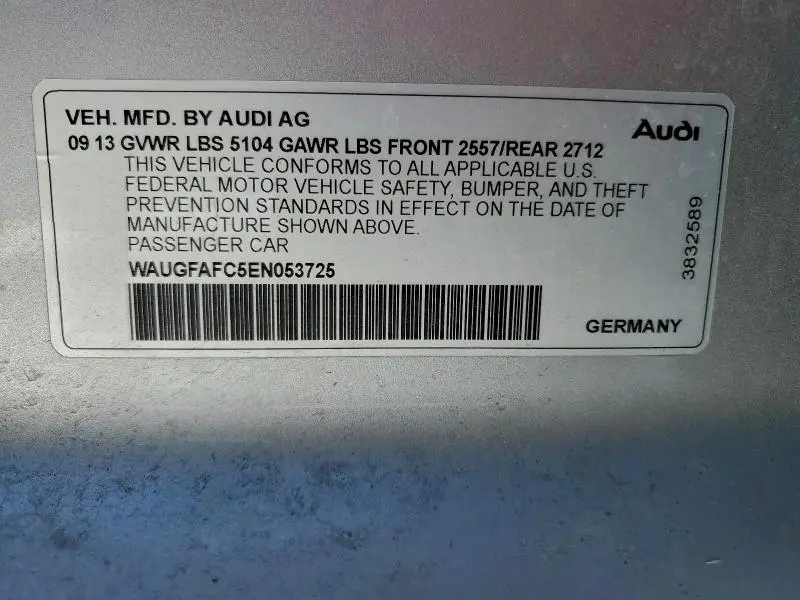 VEH. MFD. BY AUDI AG
Audi
09 13 GVWR LBS 5104 GAWR LBS FRONT 2557/REAR 2712
THIS VEHICLE CONFORMS TO ALL APPLICABLE U.S.
FEDERAL MOTOR VEHICLE SAFETY, BUMPER, AND THEFT
PREVENTION STANDARDS IN EFFECT ON THE DATE OF
MANUFACTURE SHOWN ABOVE.
PASSENGER CAR
WAUGFAFC5EN053725
GERMANY
3832589